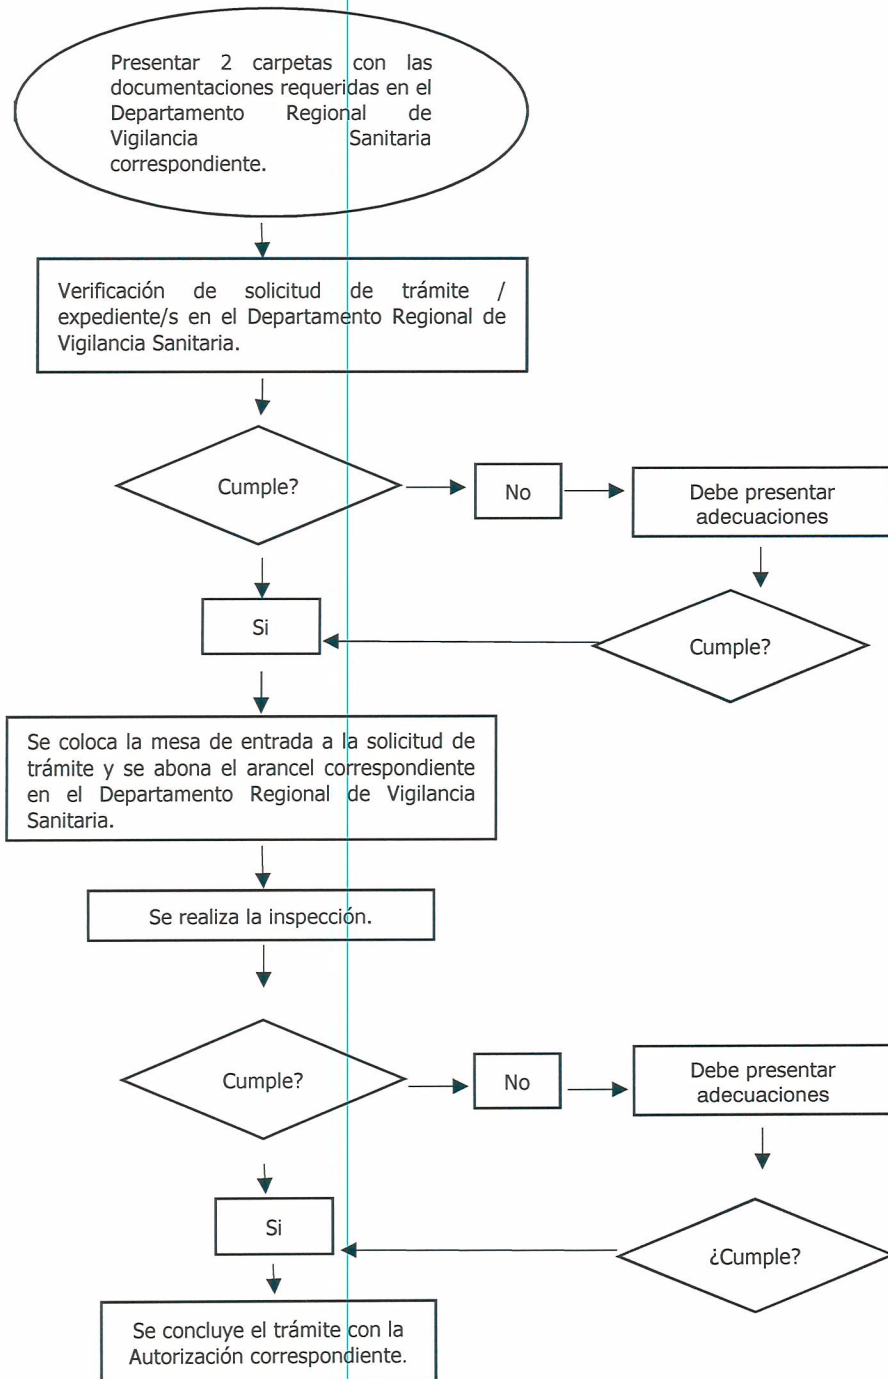 Presentar 2 carpetas con las
documentaciones requeridas en el
Departamento Regional de
Vigilancia Sanitaria
correspondiente.
Verificación de solicitud de trámite /
expediente/s en el Departamento Regional de
Vigilancia Sanitaria.
Cumple?
No
Debe presentar
adecuaciones
Si
Cumple?
Se coloca la mesa de entrada a la solicitud de
trámite y se abona el arancel correspondiente
en el Departamento Regional de Vigilancia
Sanitaria.
Se realiza la inspección.
Cumple?
No
Debe presentar
adecuaciones
Si
¿Cumple?
Se concluye el trámite con la
Autorización correspondiente.